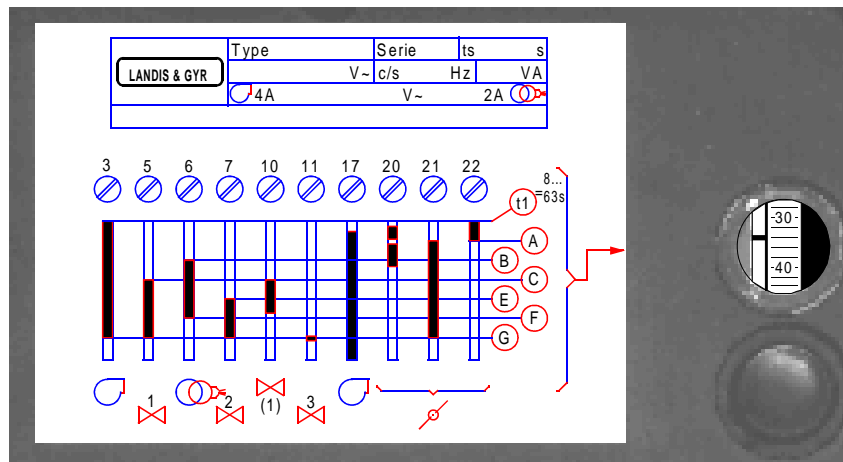 Type Serie ts s
LANDIS & GYR V~ c/s Hz VA
4A V~ 2A
3 5 6 7 10 11 17 20 21 22
8...
=63s
t1
A
B
C
E
F
G
1 2 (1) 3
-30-
-40-